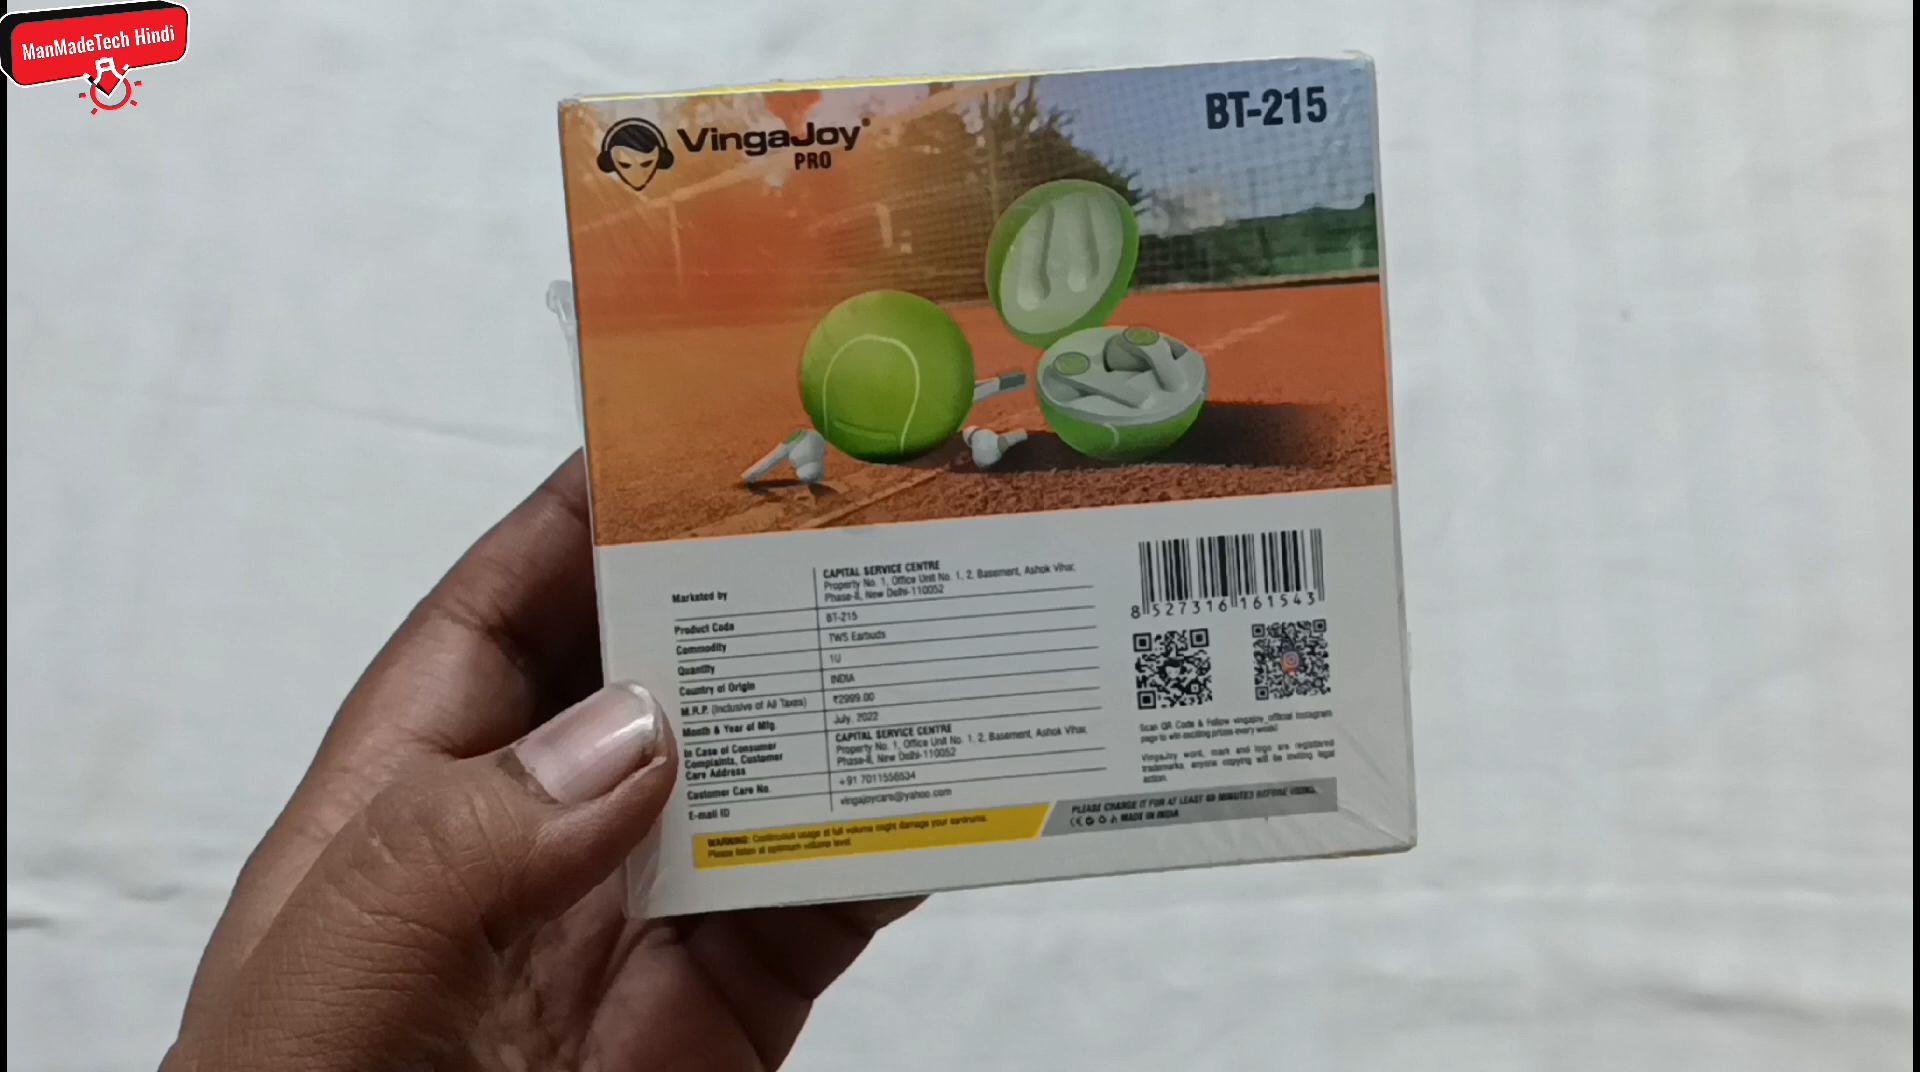 ManMadeTech Hindi
VingaJoy
PRO
BT-215
Marketed by
CAPITAL SERVICE CENTRE
Property No. 1, Office Unit No. 1, 2, Basement, Ashok Vihar,
Phase-II, New Delhi-110052
Product Code
BT-215
Commodity
TWS Earbuds
Quantity
1U
Country of Origin
INDIA
M.R.P. (Inclusive of All Taxes)
₹2999.00
Month & Year of Mfg.
July, 2022
In Case of Consumer
Complaints, Customer
Care Address
CAPITAL SERVICE CENTRE
Property No. 1, Office Unit No. 1, 2, Basement, Ashok Vihar,
Phase-II, New Delhi-110052
Customer Care No.
+91 7011556534
E-mail ID
vingajoycare@yahoo.com
WARNING: Continuous usage at full volume might damage your eardrums.
Please listen at optimum volume level.
8 527316 161543
Scan QR Code & Follow vingajoy_official Instagram
page to win exciting prizes every week!
VingaJoy word, mark and logo are registered
trademarks, anyone copying will be inviting legal
action.
PLEASE CHARGE IT FOR AT LEAST 60 MINUTES BEFORE USING.
MADE IN INDIA